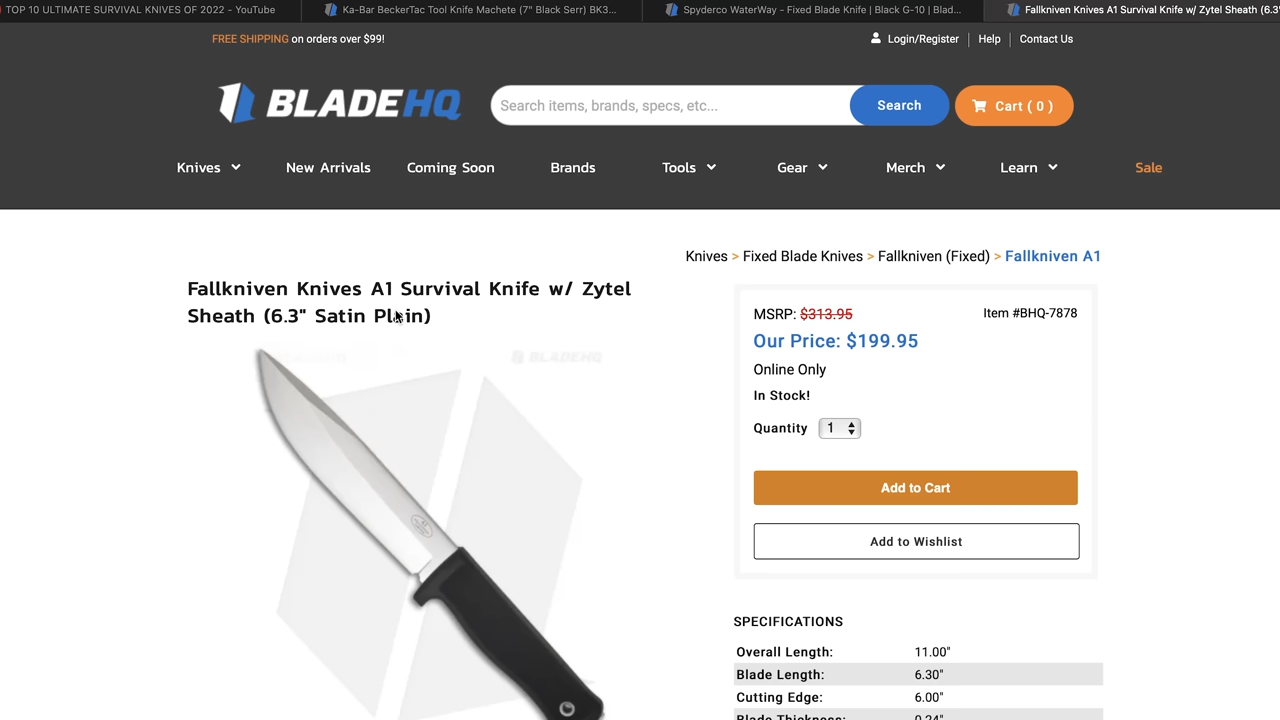 TOP 10 ULTIMATE SURVIVAL KNIVES OF 2022 - YouTube
Ka-Bar BeckerTac Tool Knife Machete (7" Black Serr) BK3...
Spyderco WaterWay - Fixed Blade Knife | Black G-10 | Blad...
Fallkniven Knives A1 Survival Knife w/ Zytel Sheath (6.3"
FREE SHIPPING on orders over $99!
Login/Register
Help
Contact Us
BLADEHQ
Search items, brands, specs, etc...
Search
Cart ( 0 )
Knives
New Arrivals
Coming Soon
Brands
Tools
Gear
Merch
Learn
Sale
Knives > Fixed Blade Knives > Fallkniven (Fixed) > Fallkniven A1
Fallkniven Knives A1 Survival Knife w/ Zytel
Sheath (6.3" Satin Plain)
BLADEHQ
MSRP: $313.95
Item #BHQ-7878
Our Price: $199.95
Online Only
In Stock!
Quantity 1
Add to Cart
Add to Wishlist
SPECIFICATIONS
Overall Length: 11.00"
Blade Length: 6.30"
Cutting Edge: 6.00"
Blade Thickness: 0.24"